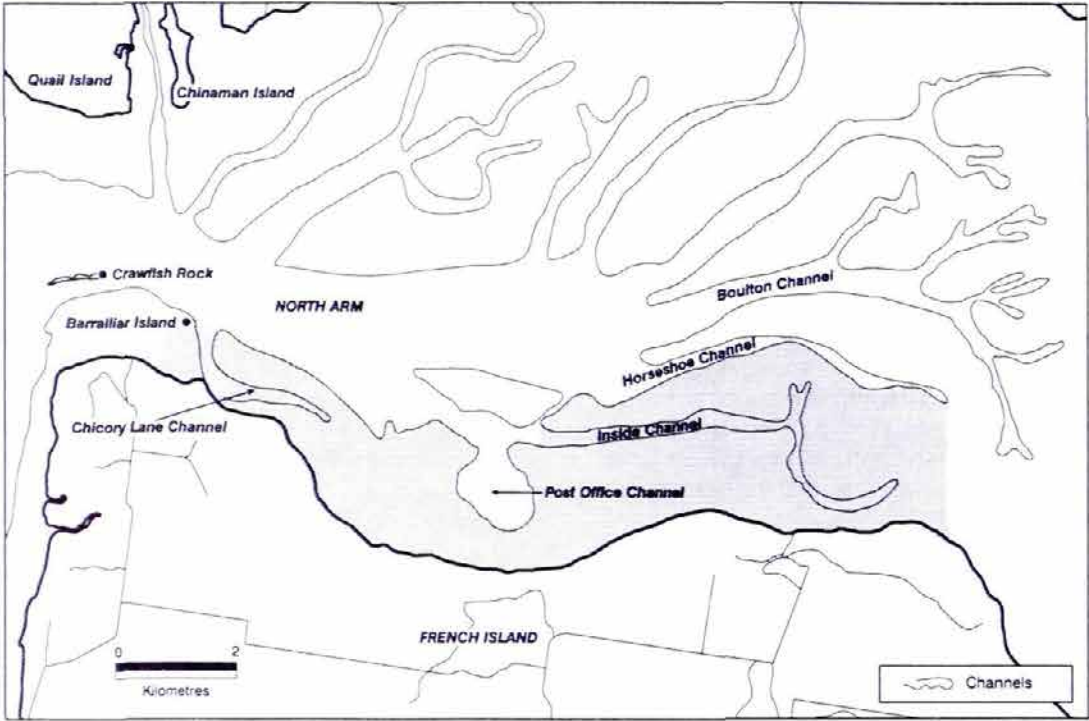 Quail Island
Chinaman Island
Crawfish Rock
NORTH ARM
Boulton Channel
Barralliar Island
Horseshoe Channel
Chicory Lane Channel
Inside Channel
Post Office Channel
FRENCH ISLAND
0 2
Kilometres
Channels